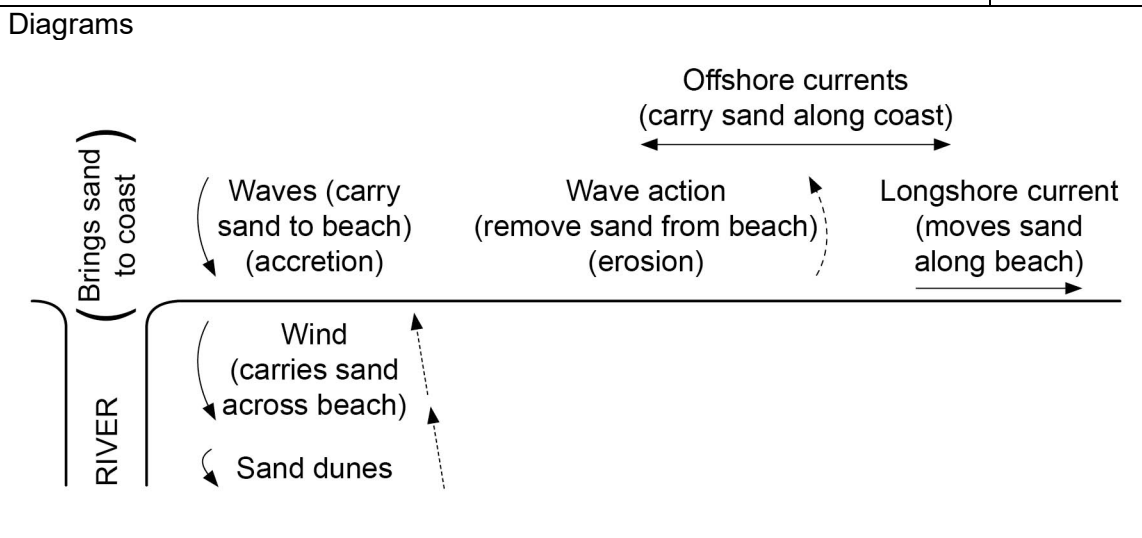 Diagrams
Offshore currents
(carry sand along coast)
(Brings sand
to coast)
Waves (carry
sand to beach)
(accretion)
Wave action
(remove sand from beach)
(erosion)
Longshore current
(moves sand
along beach)
RIVER
Wind
(carries sand
across beach)
Sand dunes